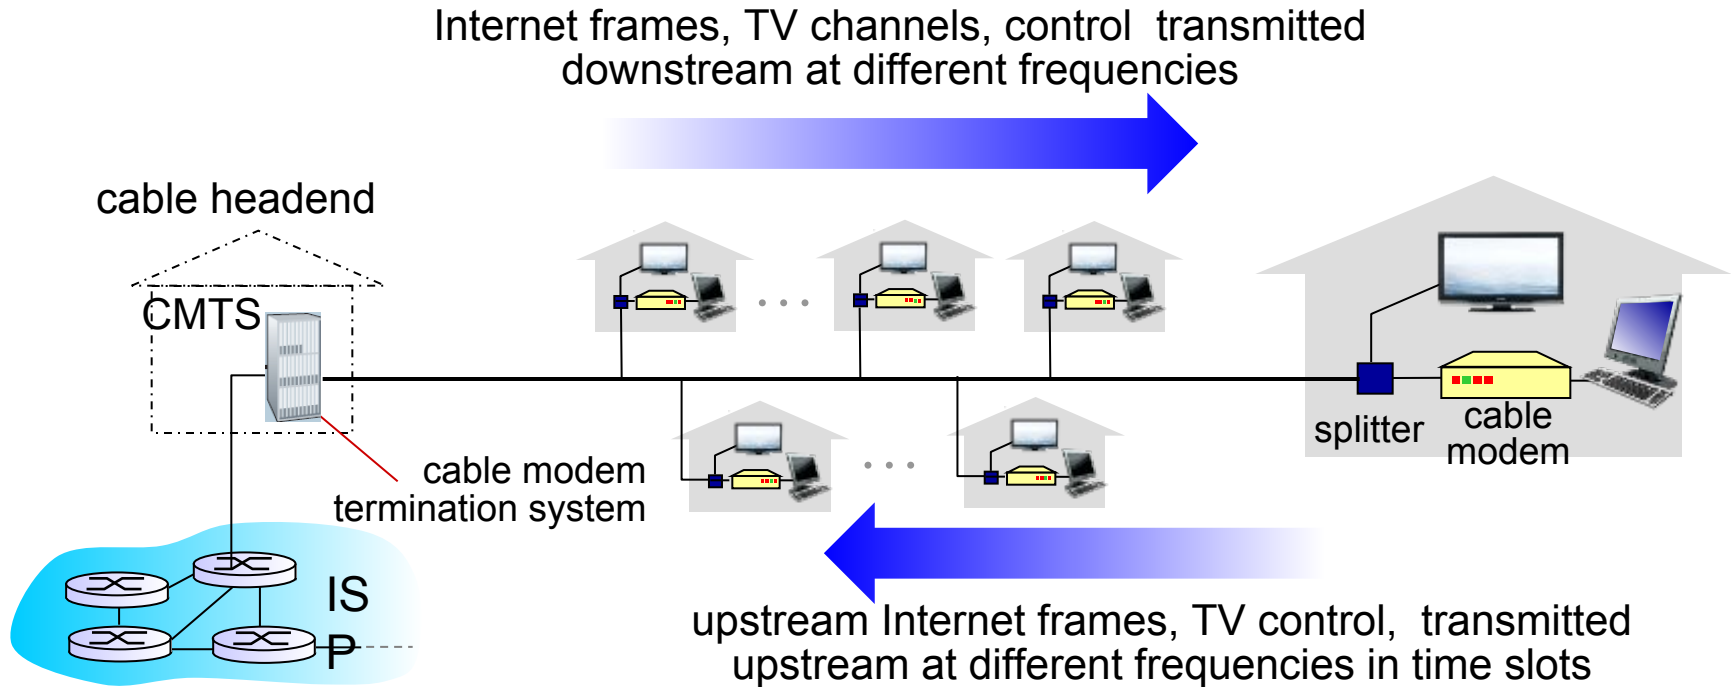 Internet frames, TV channels, control transmitted
downstream at different frequencies
cable headend
CMTS
splitter
cable
modem
cable modem
termination system
IS
P
upstream Internet frames, TV control, transmitted
upstream at different frequencies in time slots